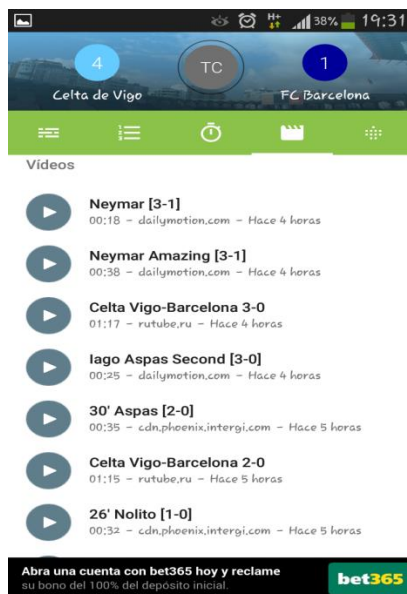 H+ 38% 19:31
4 TC 1
Celta de Vigo FC Barcelona
Vídeos
Neymar [3-1]
00:18 - dailymotion.com - Hace 4 horas
Neymar Amazing [3-1]
00:38 - dailymotion.com - Hace 4 horas
Celta Vigo-Barcelona 3-0
01:17 - rutube.ru - Hace 4 horas
Iago Aspas Second [3-0]
00:25 - dailymotion.com - Hace 4 horas
30' Aspas [2-0]
00:35 - cdn.phoenix.intergi.com - Hace 5 horas
Celta Vigo-Barcelona 2-0
01:15 - rutube.ru - Hace 5 horas
26' Nolito [1-0]
00:32 - cdn.phoenix.intergi.com - Hace 5 horas
Abra una cuenta con bet365 hoy y reclame
su bono del 100% del depósito inicial.
bet365